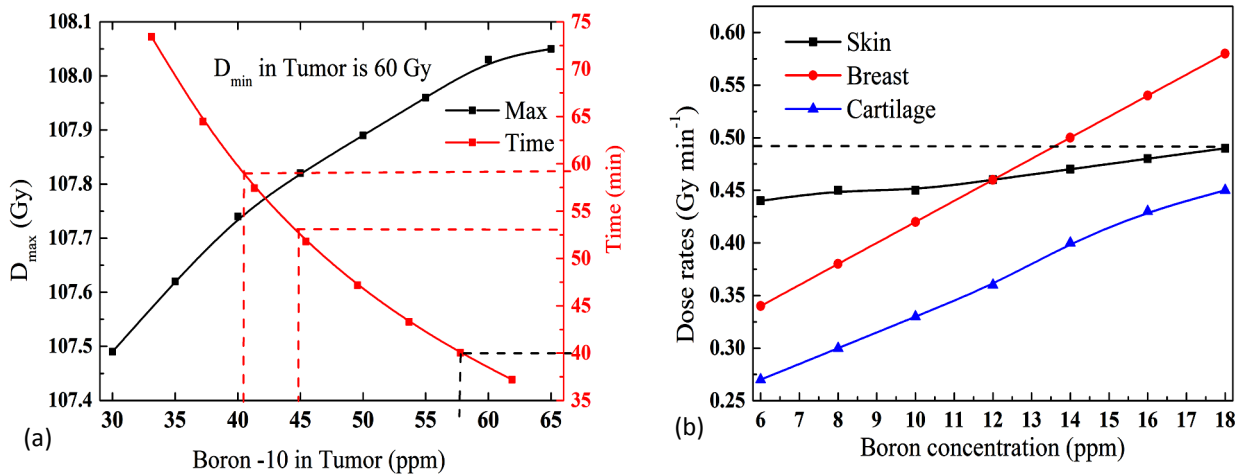 108.1
108.0
107.9
107.8
107.7
107.6
107.5
107.4
D_max (Gy)
D_min in Tumor is 60 Gy
Max
Time
75
70
65
60
55
50
45
40
35
Time (min)
30 35 40 45 50 55 60 65
Boron -10 in Tumor (ppm)
(a)
0.60
0.55
0.50
0.45
0.40
0.35
0.30
0.25
Dose rates (Gy min⁻¹)
Skin
Breast
Cartilage
6 7 8 9 10 11 12 13 14 15 16 17 18
Boron concentration (ppm)
(b)